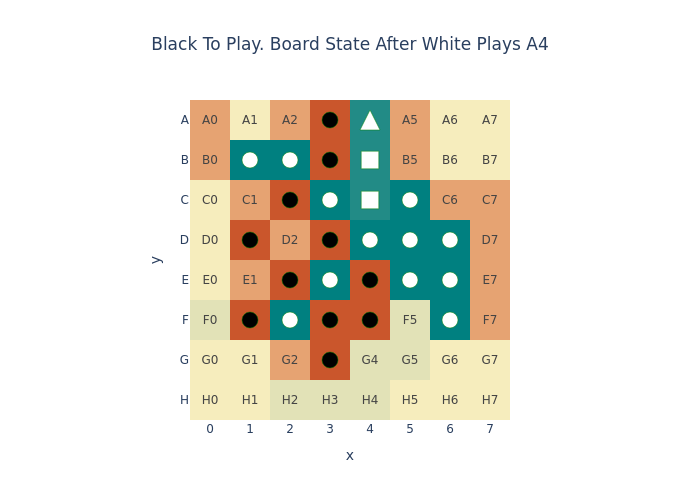 Black To Play. Board State After White Plays A4
A A0 A1 A2 A5 A6 A7
B B0 B5 B6 B7
C C0 C1 C6 C7
D D0 D2 D7
y
E E0 E1 E7
F F0 F5 F7
G G0 G1 G2 G4 G5 G6 G7
H H0 H1 H2 H3 H4 H5 H6 H7
0 1 2 3 4 5 6 7
x